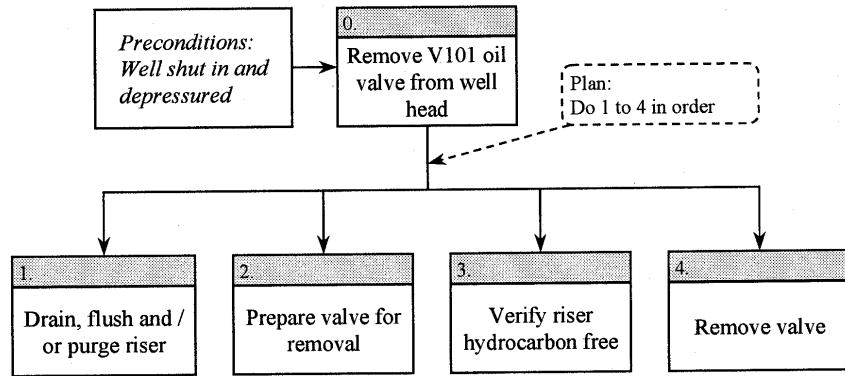 Preconditions:
Well shut in and
depressured
0.
Remove V101 oil
valve from well
head
Plan:
Do 1 to 4 in order
1.
Drain, flush and /
or purge riser
2.
Prepare valve for
removal
3.
Verify riser
hydrocarbon free
4.
Remove valve